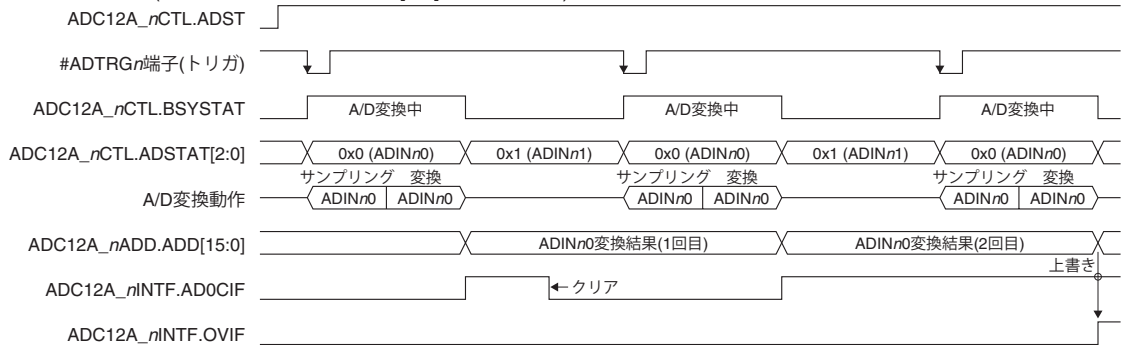 ADC12A_nCTL.ADST
#ADTRGn端子(トリガ)
ADC12A_nCTL.BSYSTAT
A/D変換中 A/D変換中 A/D変換中
ADC12A_nCTL.ADSTAT[2:0]
0x0 (ADINn0) 0x1 (ADINn1) 0x0 (ADINn0) 0x1 (ADINn1) 0x0 (ADINn0)
サンプリング 変換 サンプリング 変換 サンプリング 変換
A/D変換動作
ADINn0 ADINn0 ADINn0 ADINn0 ADINn0 ADINn0
ADC12A_nADD.ADD[15:0]
ADINn0変換結果(1回目) ADINn0変換結果(2回目)
上書き
ADC12A_nINTF.AD0CIF
クリア
ADC12A_nINTF.OVIF